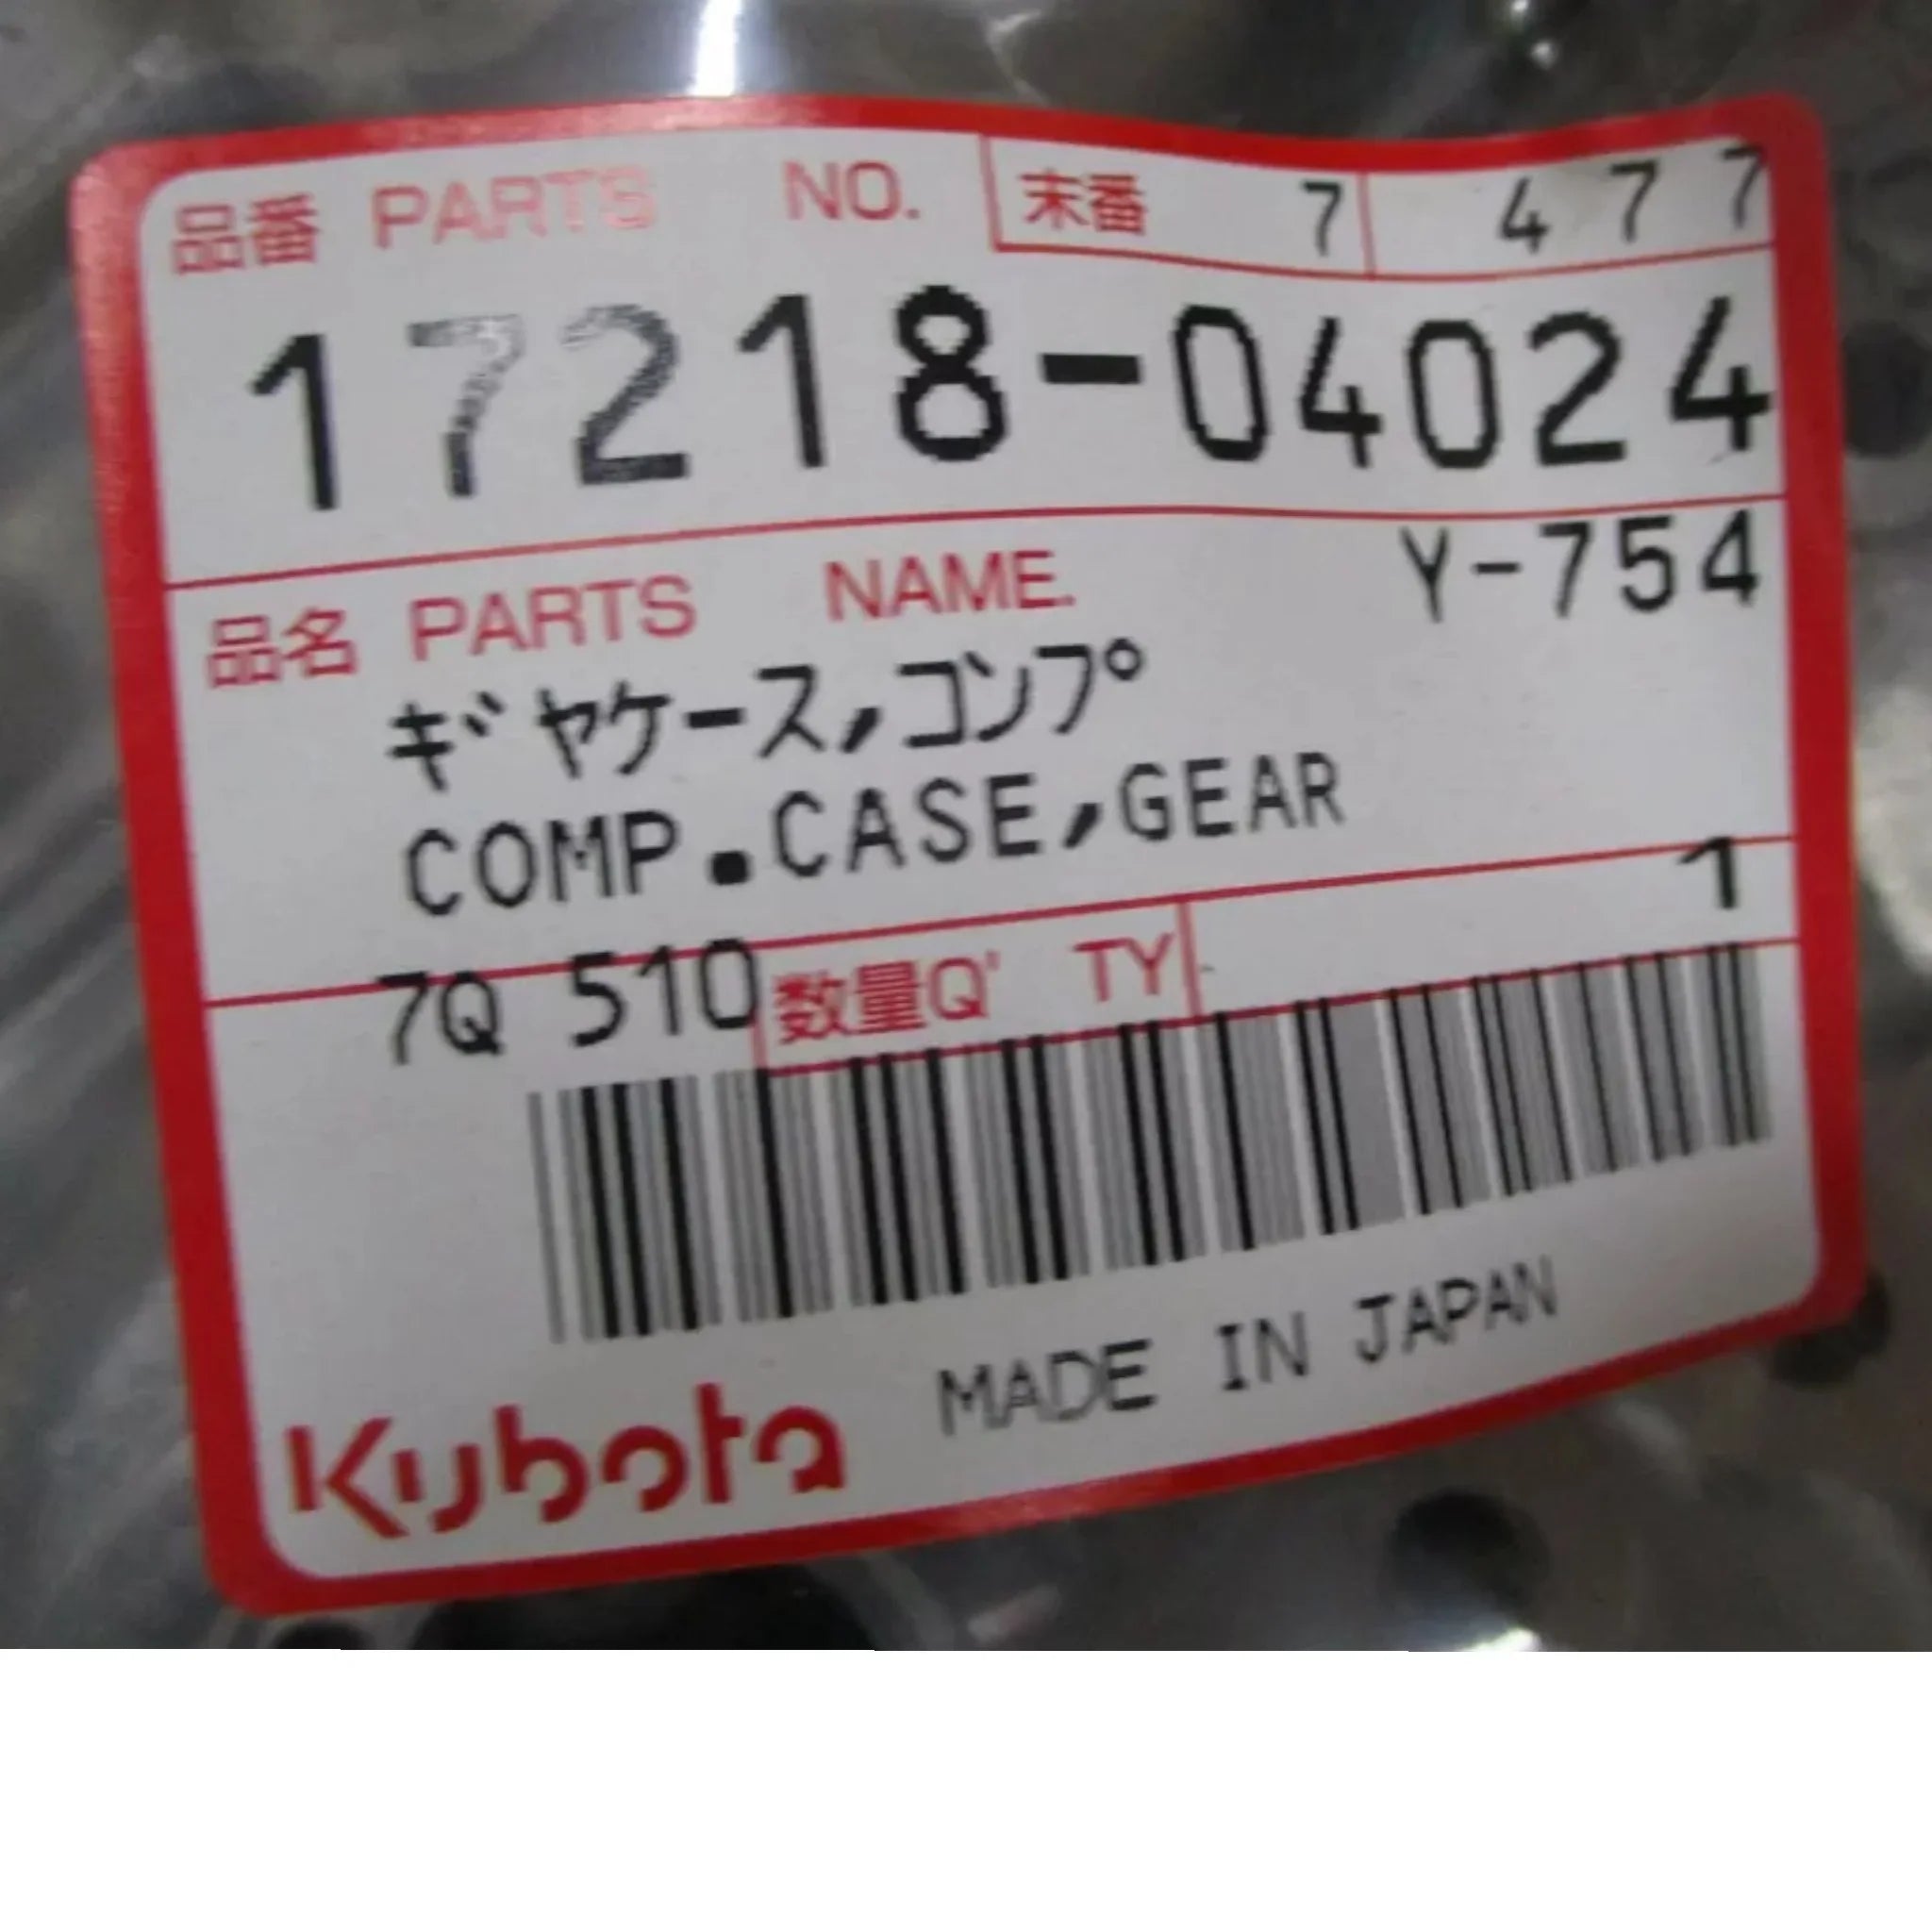 品番 PARTS NO. 末番 7 477
17218-04024
品名 PARTS NAME. Y-754
ギヤケース,コンプ
COMP.CASE,GEAR
1
7Q 510 数量Q' TY
Kubota MADE IN JAPAN